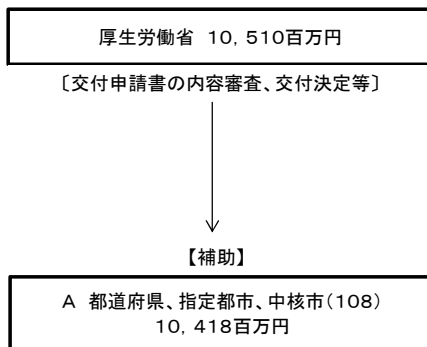 厚生労働省 10,510百万円
〔交付申請書の内容審査、交付決定等〕
【補助】
A 都道府県、指定都市、中核市(108)
10,418百万円